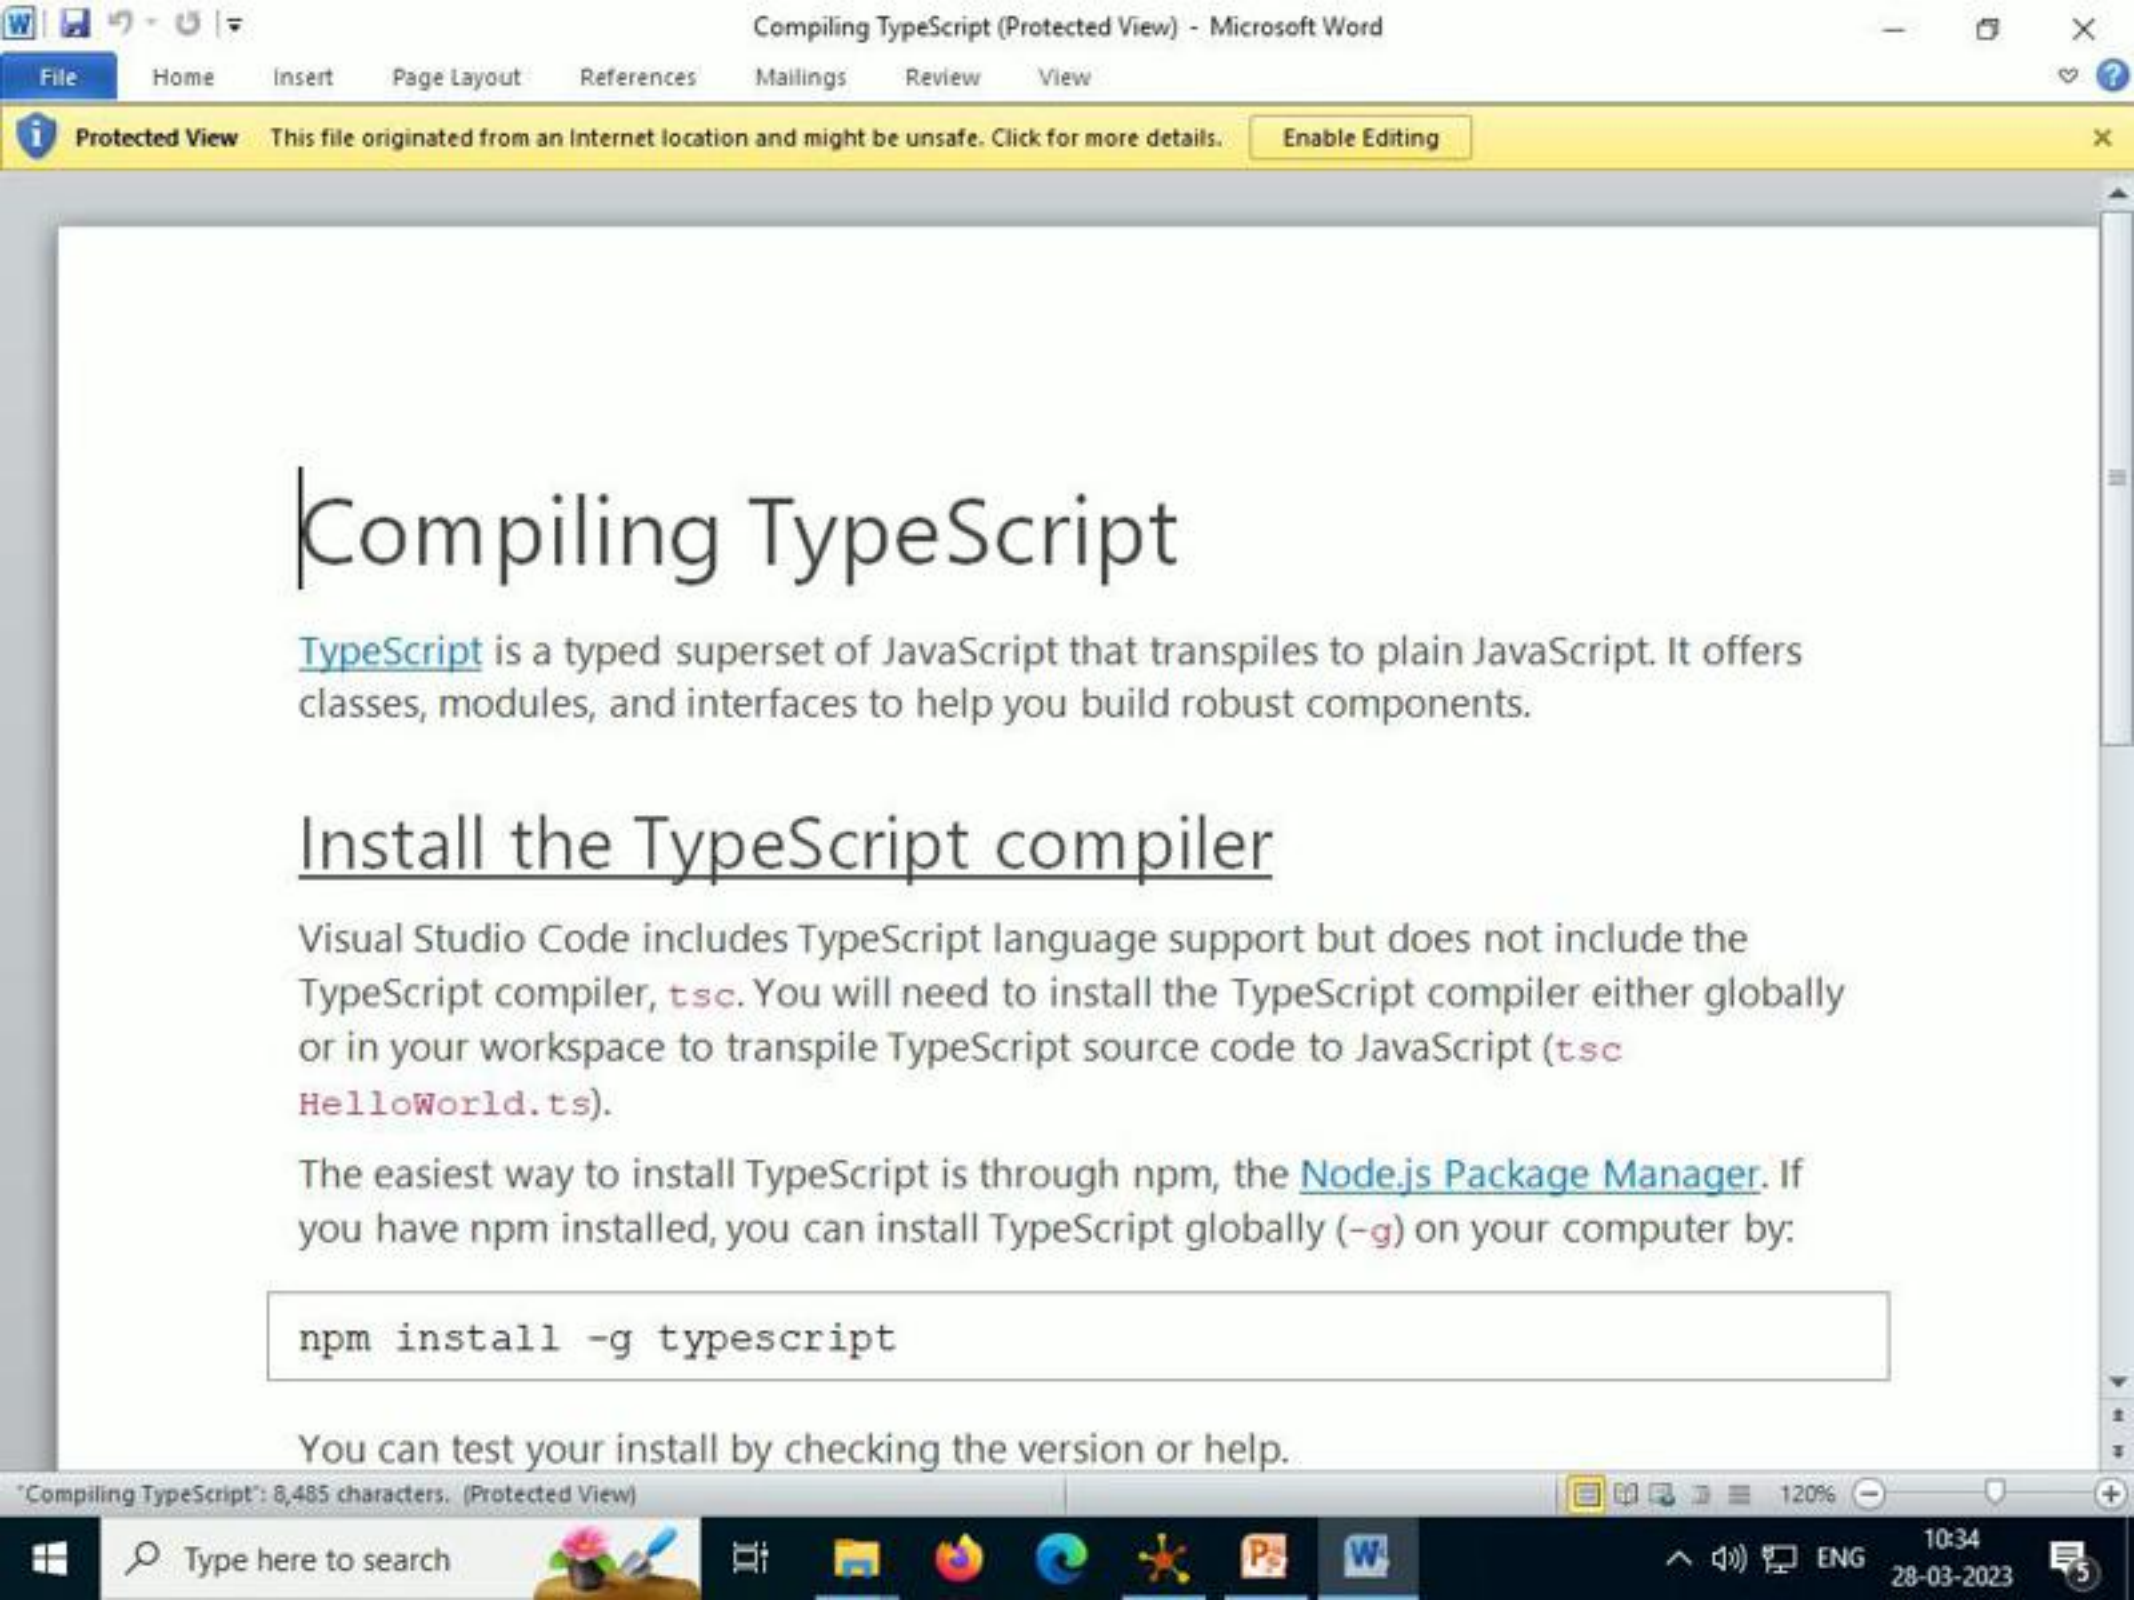 Compiling TypeScript (Protected View) - Microsoft Word
File Home Insert Page Layout References Mailings Review View
Protected View This file originated from an Internet location and might be unsafe. Click for more details. Enable Editing
Compiling TypeScript
TypeScript is a typed superset of JavaScript that transpiles to plain JavaScript. It offers
classes, modules, and interfaces to help you build robust components.
Install the TypeScript compiler
Visual Studio Code includes TypeScript language support but does not include the
TypeScript compiler, tsc. You will need to install the TypeScript compiler either globally
or in your workspace to transpile TypeScript source code to JavaScript (tsc
HelloWorld.ts).
The easiest way to install TypeScript is through npm, the Node.js Package Manager. If
you have npm installed, you can install TypeScript globally (-g) on your computer by:
npm install -g typescript
You can test your install by checking the version or help.
"Compiling TypeScript": 8,485 characters. (Protected View) 120%
Type here to search ENG 10:34
28-03-2023 5